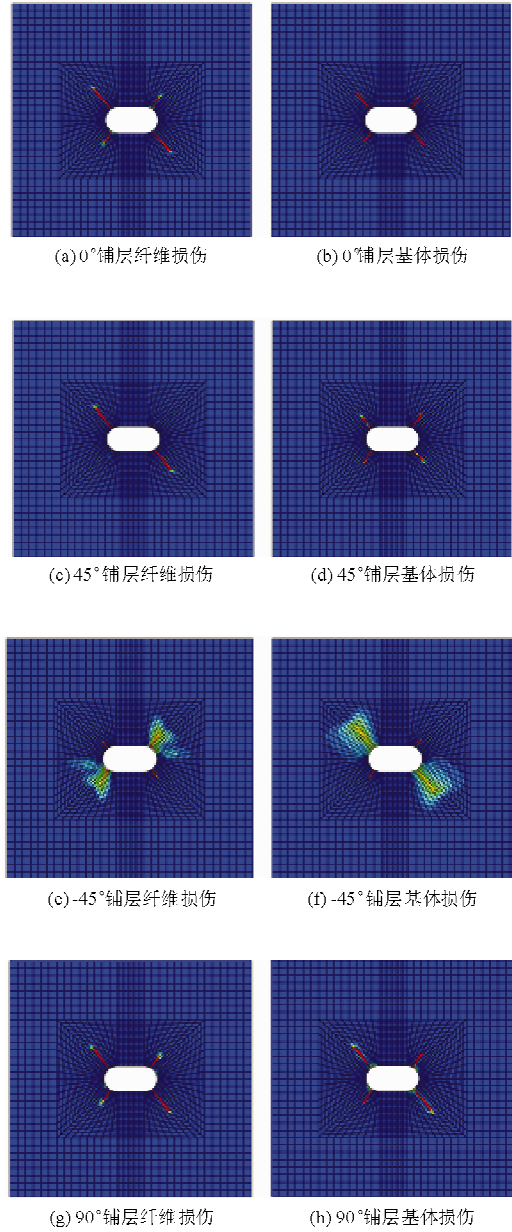 (a) 0°铺层纤维损伤
(b) 0°铺层基体损伤
(c) 45°铺层纤维损伤
(d) 45°铺层基体损伤
(e) -45°铺层纤维损伤
(f) -45°铺层基体损伤
(g) 90°铺层纤维损伤
(h) 90°铺层基体损伤